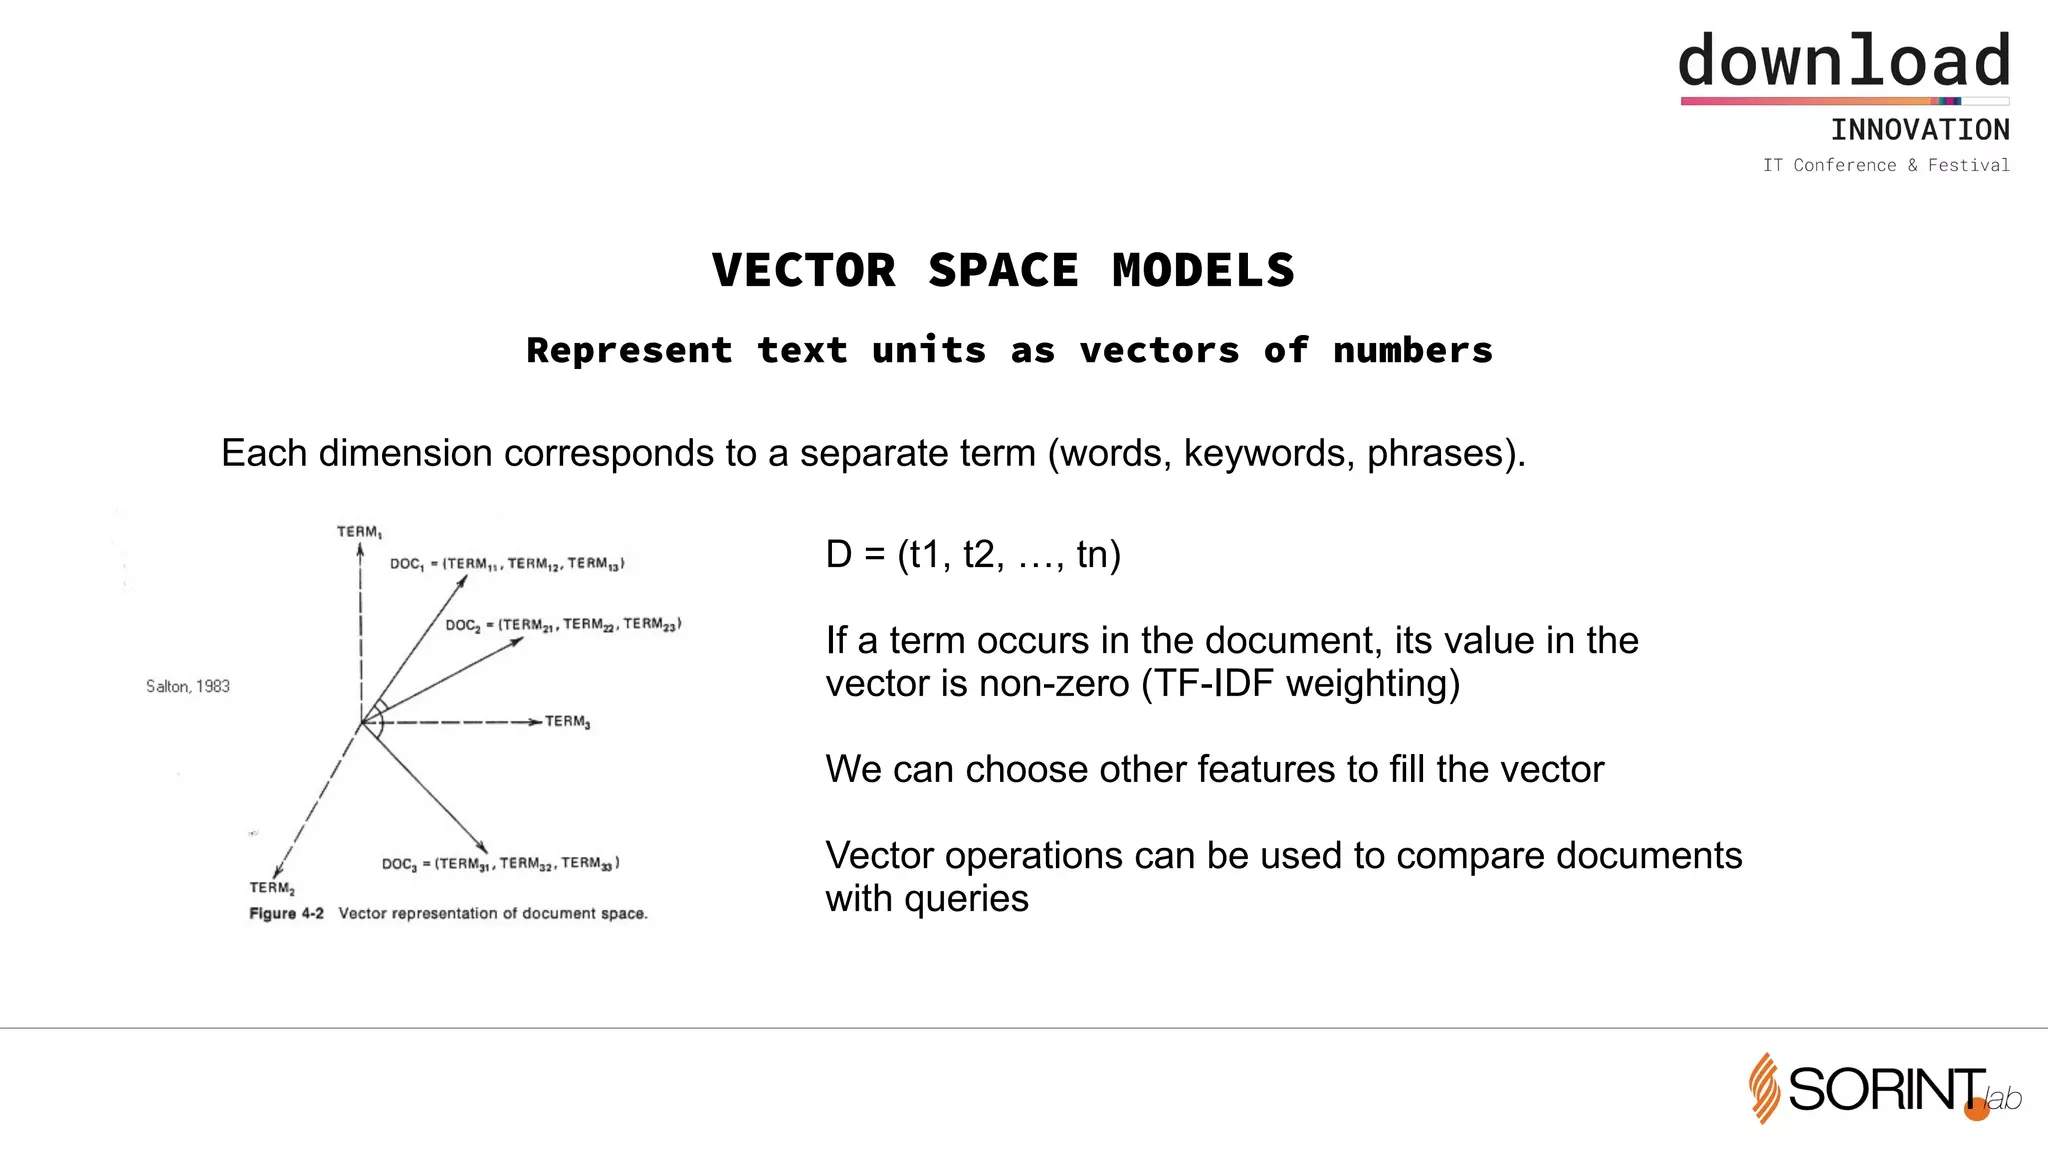 download
INNOVATION
IT Conference & Festival
VECTOR SPACE MODELS
Represent text units as vectors of numbers
Each dimension corresponds to a separate term (words, keywords, phrases).
TERM₁
DOC₁ = (TERM₁₁, TERM₁₂, TERM₁₃)
DOC₂ = (TERM₂₁, TERM₂₂, TERM₂₃)
Salton, 1983
TERM₃
DOC₃ = (TERM₃₁, TERM₃₂, TERM₃₃)
TERM₂
Figure 4-2 Vector representation of document space.
D = (t1, t2, …, tn)
If a term occurs in the document, its value in the
vector is non-zero (TF-IDF weighting)
We can choose other features to fill the vector
Vector operations can be used to compare documents
with queries
SORINT.lab